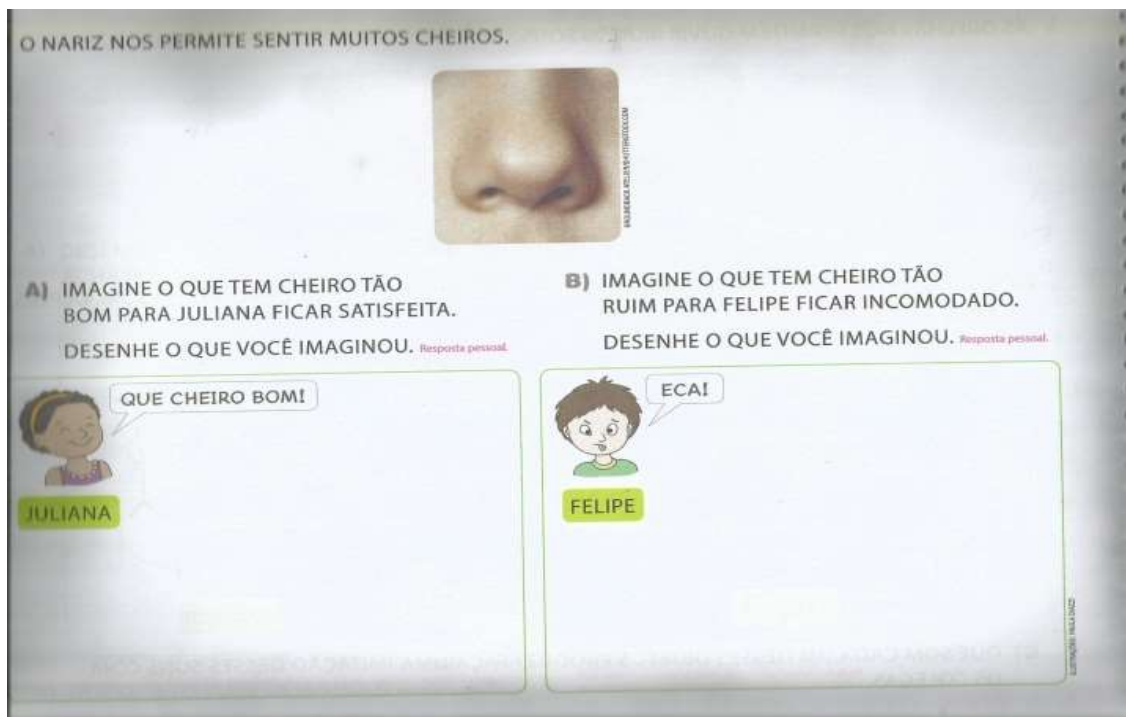 O NARIZ NOS PERMITE SENTIR MUITOS CHEIROS.
A) IMAGINE O QUE TEM CHEIRO TÃO
BOM PARA JULIANA FICAR SATISFEITA.
DESENHE O QUE VOCÊ IMAGINOU. Resposta pessoal.
QUE CHEIRO BOM!
JULIANA
B) IMAGINE O QUE TEM CHEIRO TÃO
RUIM PARA FELIPE FICAR INCOMODADO.
DESENHE O QUE VOCÊ IMAGINOU. Resposta pessoal.
ECA!
FELIPE